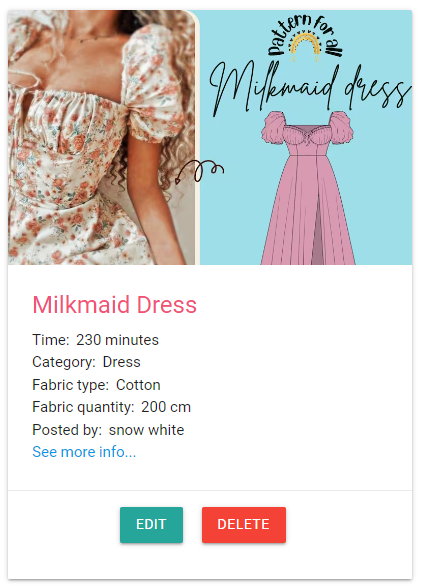 Pattern for all
Milkmaid dress
Milkmaid Dress
Time: 230 minutes
Category: Dress
Fabric type: Cotton
Fabric quantity: 200 cm
Posted by: snow white
See more info...
EDIT
DELETE